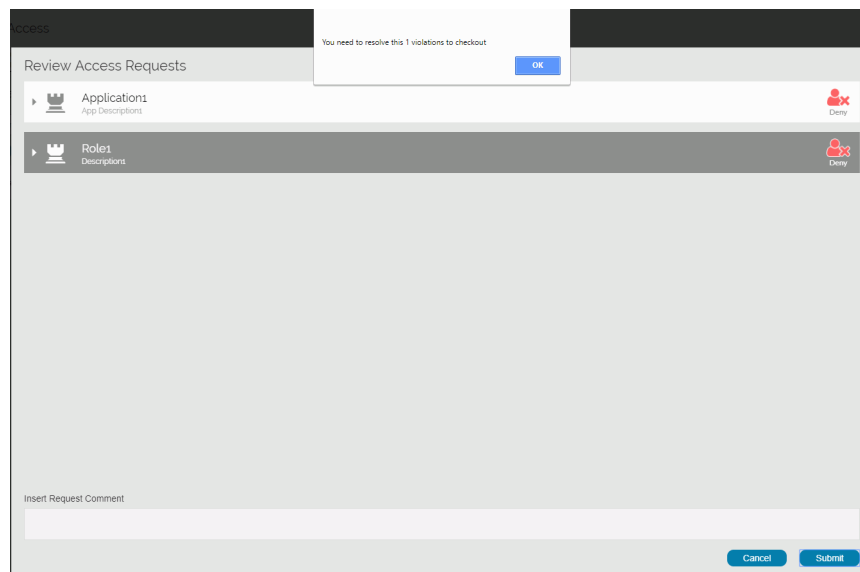 Access
You need to resolve this 1 violations to checkout
OK
Review Access Requests
Application1
App Description1
Deny
Role1
Description1
Deny
Insert Request Comment
Cancel
Submit